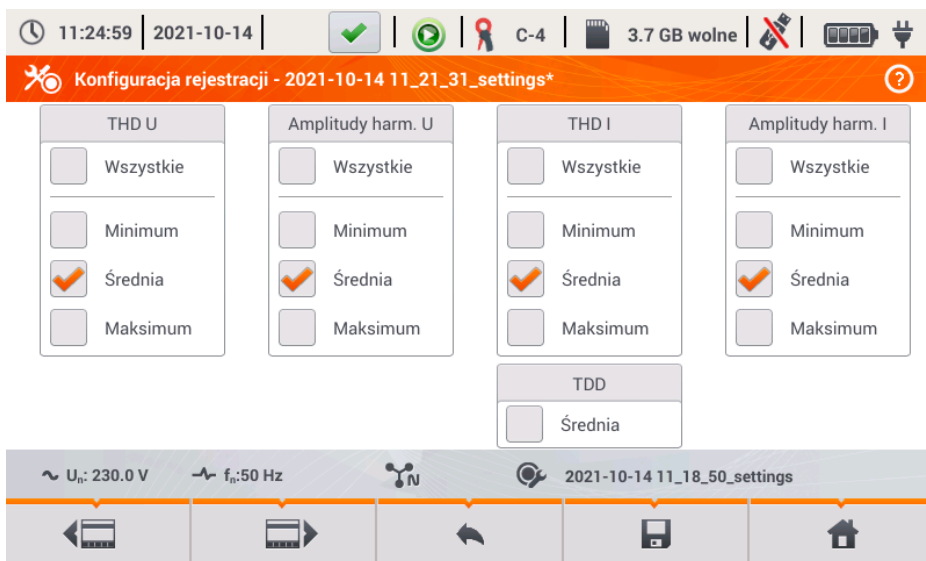 11:24:59 2021-10-14 C-4 3.7 GB wolne
Konfiguracja rejestracji - 2021-10-14 11_21_31_settings* ?
THD U Amplitudy harm. U THD I Amplitudy harm. I
Wszystkie Wszystkie Wszystkie Wszystkie
Minimum Minimum Minimum Minimum
Średnia Średnia Średnia Średnia
Maksimum Maksimum Maksimum Maksimum
TDD
Średnia
Uₙ: 230.0 V fₙ:50 Hz N 2021-10-14 11_18_50_settings